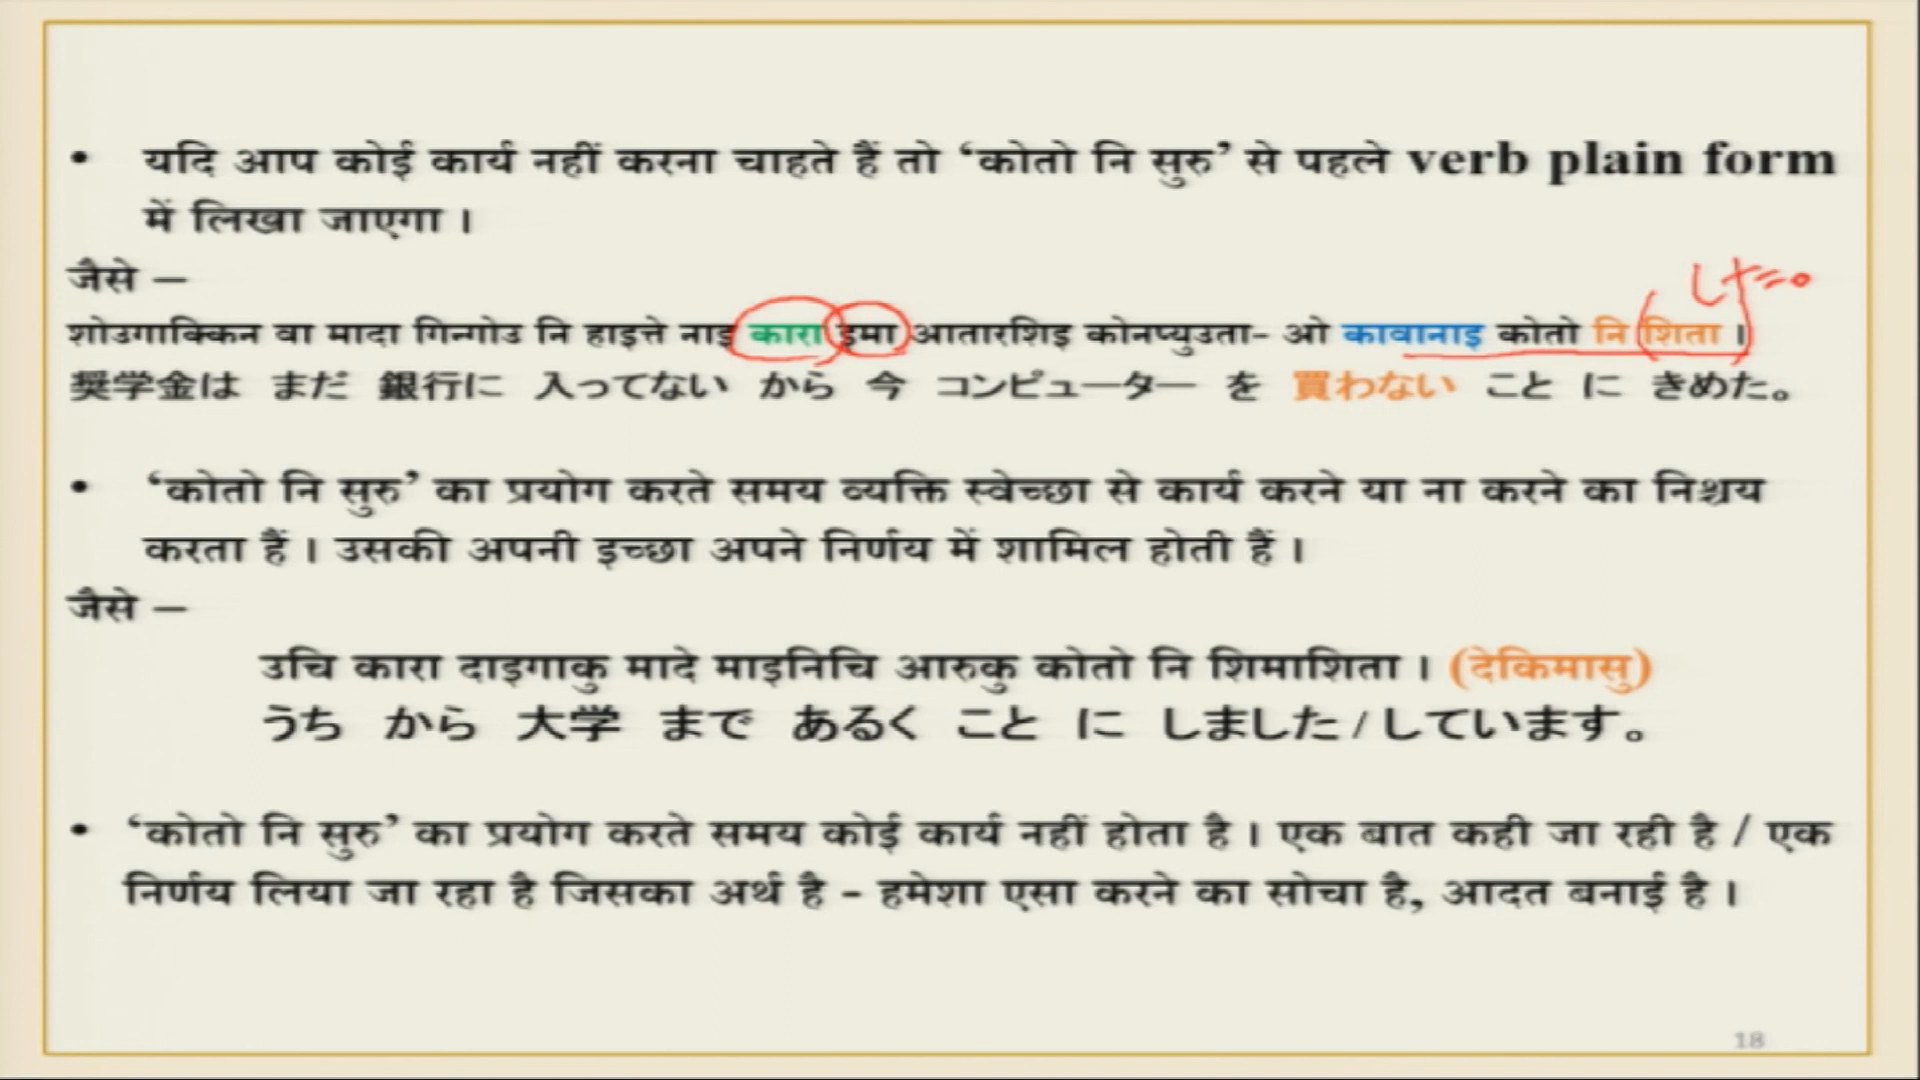 • यदि आप कोई कार्य नहीं करना चाहते हैं तो ‘कोतो नि सुरु’ से पहले verb plain form
में लिखा जाएगा ।
जैसे –
した。
शोउगाक्किन वा मादा गिन्गोउ नि हाइत्ते नाइ कारा इमा आतारशिइ कोनप्युउता- ओ कावानाइ कोतो नि शिता ।
奨学金は まだ 銀行に 入ってない から 今 コンピューター を 買わない こと に きめた。
• ‘कोतो नि सुरु’ का प्रयोग करते समय व्यक्ति स्वेच्छा से कार्य करने या ना करने का निश्चय
करता हैं । उसकी अपनी इच्छा अपने निर्णय में शामिल होती हैं ।
जैसे –
उचि कारा दाइगाकु मादे माइनिचि आरुकु कोतो नि शिमाशिता । (देकिमासु)
うち から 大学 まで あるく こと に しました / しています。
• ‘कोतो नि सुरु’ का प्रयोग करते समय कोई कार्य नहीं होता है । एक बात कही जा रही है / एक
निर्णय लिया जा रहा है जिसका अर्थ है - हमेशा एसा करने का सोचा है, आदत बनाई है ।
18